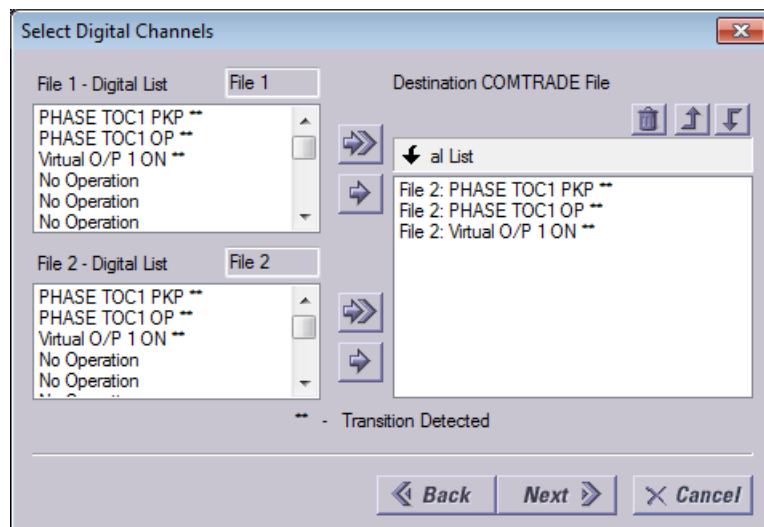 Select Digital Channels
File 1 - Digital List
File 1
PHASE TOC1 PKP **
PHASE TOC1 OP **
Virtual O/P 1 ON **
No Operation
No Operation
No Operation
File 2 - Digital List
File 2
PHASE TOC1 PKP **
PHASE TOC1 OP **
Virtual O/P 1 ON **
No Operation
No Operation
Destination COMTRADE File
al List
File 2: PHASE TOC1 PKP **
File 2: PHASE TOC1 OP **
File 2: Virtual O/P 1 ON **
** - Transition Detected
Back
Next
Cancel